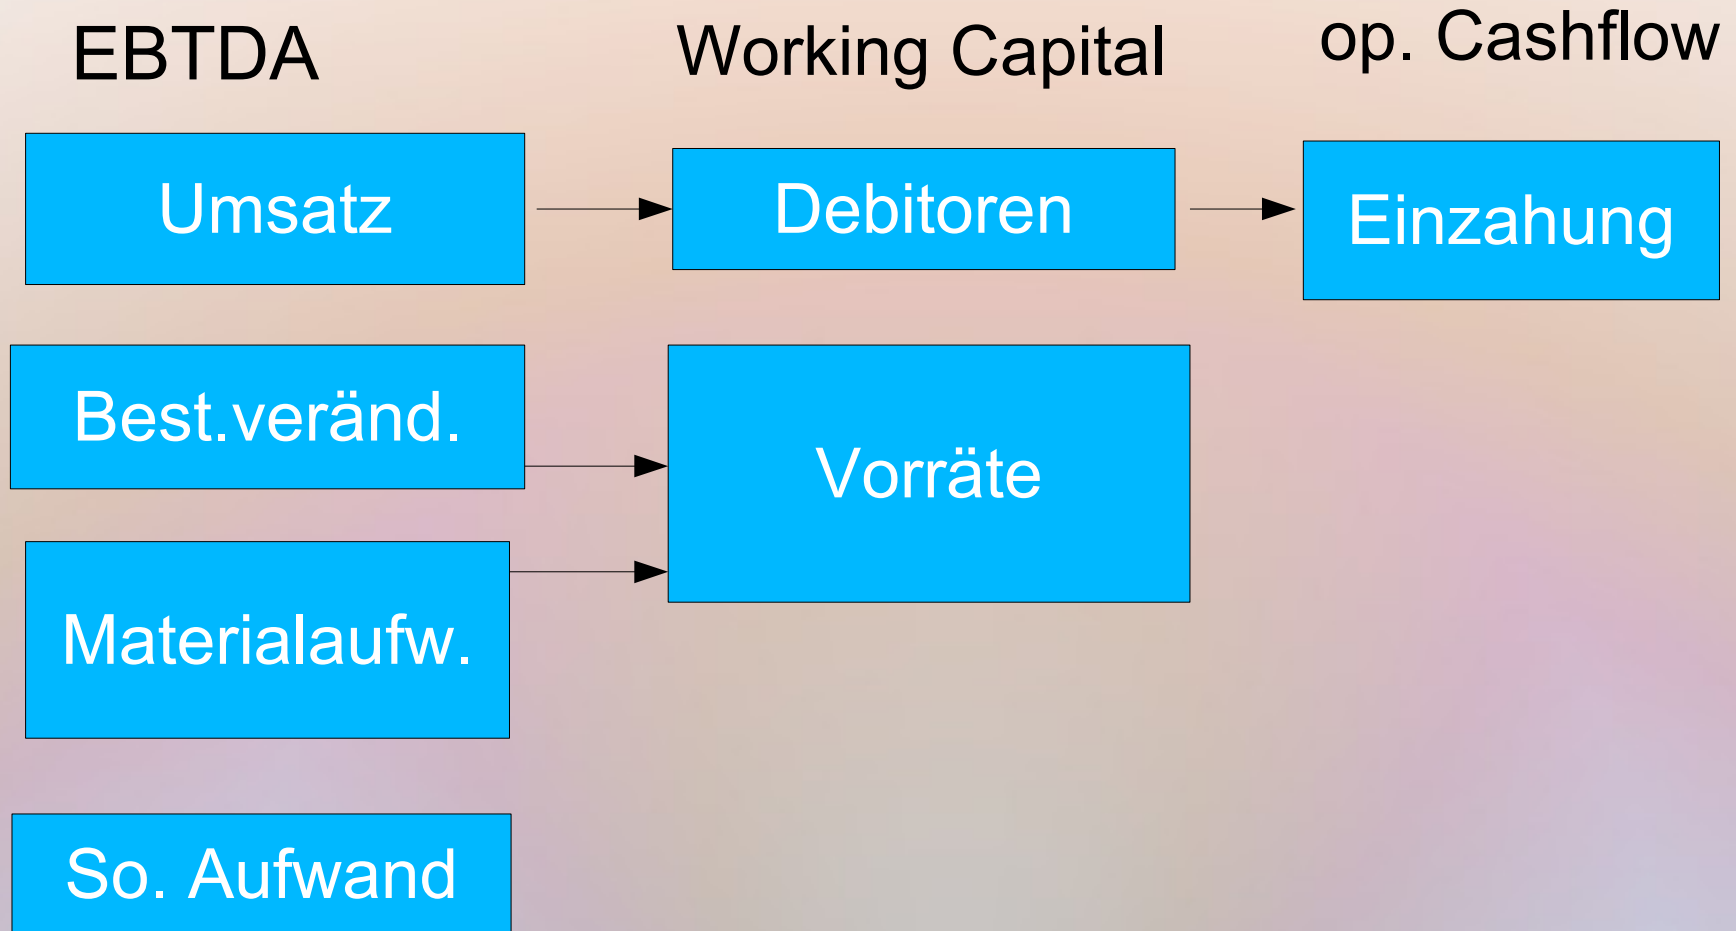 EBTDA
Working Capital
op. Cashflow
Umsatz
Debitoren
Einzahung
Best.veränd.
Vorräte
Materialaufw.
So. Aufwand